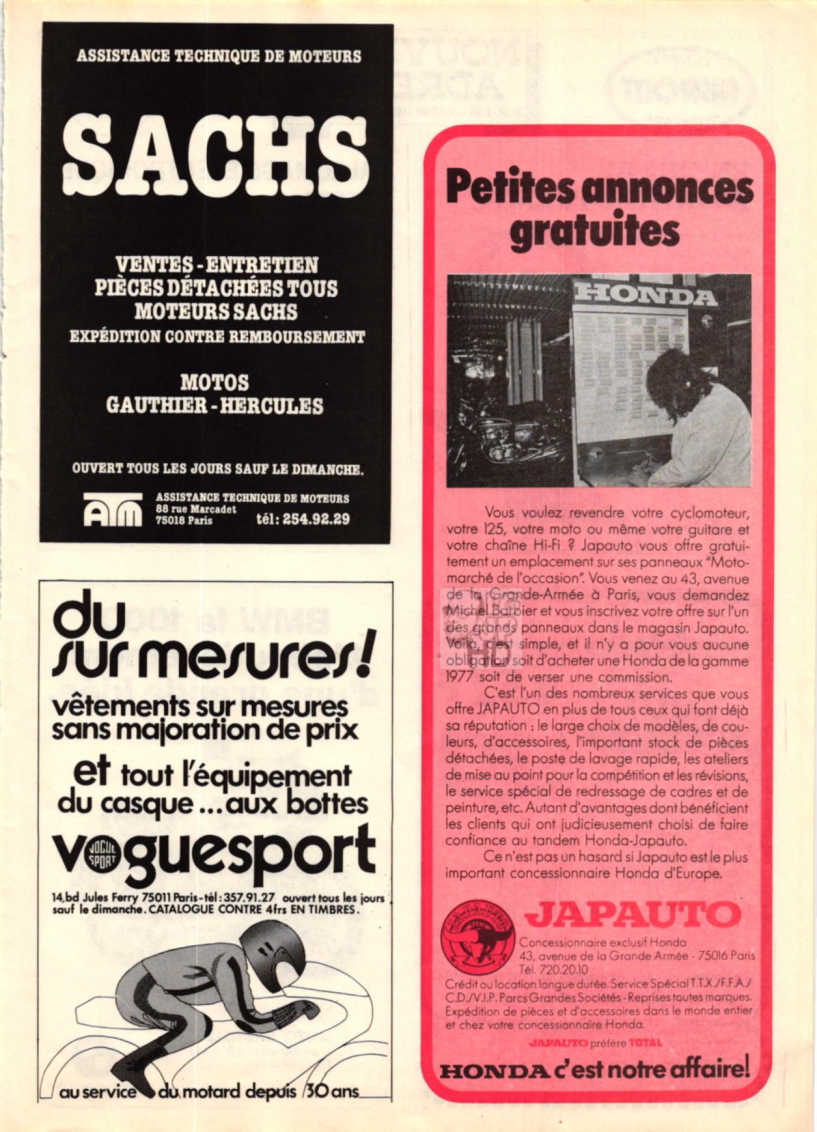 ASSISTANCE TECHNIQUE DE MOTEURS
SACHS
VENTES - ENTRETIEN
PIÈCES DÉTACHÉES TOUS
MOTEURS SACHS
EXPÉDITION CONTRE REMBOURSEMENT
MOTOS
GAUTHIER - HERCULES
OUVERT TOUS LES JOURS SAUF LE DIMANCHE.
ATM
ASSISTANCE TECHNIQUE DE MOTEURS
88 rue Marcadet
75018 Paris tél: 254.92.29
du
sur mesures!
vêtements sur mesures
sans majoration de prix
et tout l'équipement
du casque ... aux bottes
voguesport
VOGUE
SPORT
14, bd Jules Ferry 75011 Paris - tél : 357.91.27 ouvert tous les jours
sauf le dimanche. CATALOGUE CONTRE 4frs EN TIMBRES.
au service du motard depuis 30 ans
Petites annonces
gratuites
HONDA
Vous voulez revendre votre cyclomoteur,
votre 125, votre moto ou même votre guitare et
votre chaîne Hi-Fi ? Japauto vous offre gratui-
tement un emplacement sur ses panneaux "Moto-
marché de l'occasion". Vous venez au 43, avenue
de la Grande-Armée à Paris, vous demandez
Michel Barbier et vous inscrivez votre offre sur l'un
des grands panneaux dans le magasin Japauto.
Voilà, c'est simple, et il n'y a pour vous aucune
obligation soit d'acheter une Honda de la gamme
1977 soit de verser une commission.
C'est l'un des nombreux services que vous
offre JAPAUTO en plus de tous ceux qui font déjà
sa réputation : le large choix de modèles, de cou-
leurs, d'accessoires, l'important stock de pièces
détachées, le poste de lavage rapide, les ateliers
de mise au point pour la compétition et les révisions,
le service spécial de redressage de cadres et de
peinture, etc. Autant d'avantages dont bénéficient
les clients qui ont judicieusement choisi de faire
confiance au tandem Honda-Japauto.
Ce n'est pas un hasard si Japauto est le plus
important concessionnaire Honda d'Europe.
JAPAUTO
Concessionnaire exclusif Honda
43, avenue de la Grande Armée - 75016 Paris
Tél. 720.20.10
Crédit ou location longue durée. Service Spécial T.T.X./F.F.A./
C.D./V.I.P. Parcs Grandes Sociétés - Reprises toutes marques.
Expédition de pièces et d'accessoires dans le monde entier
et chez votre concessionnaire Honda.
JAPAUTO préfère TOTAL
HONDA c'est notre affaire!